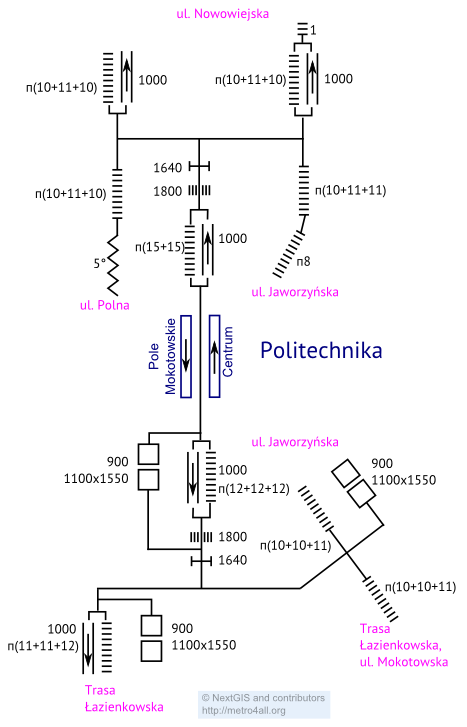 ul. Nowowiejska
1
п(10+11+10)
1000
п(10+11+10)
1000
1640
1800
п(10+11+10)
п(10+11+11)
п(15+15)
1000
5°
п8
ul. Polna
ul. Jaworzyńska
Pole
Mokotowskie
Centrum
Politechnika
ul. Jaworzyńska
900
1100x1550
1000
п(12+12+12)
900
1100x1550
1800
1640
п(10+10+11)
п(10+10+11)
1000
п(11+11+12)
900
1100x1550
Trasa
Łazienkowska,
ul. Mokotowska
Trasa
Łazienkowska
© NextGIS and contributors
http://metro4all.org